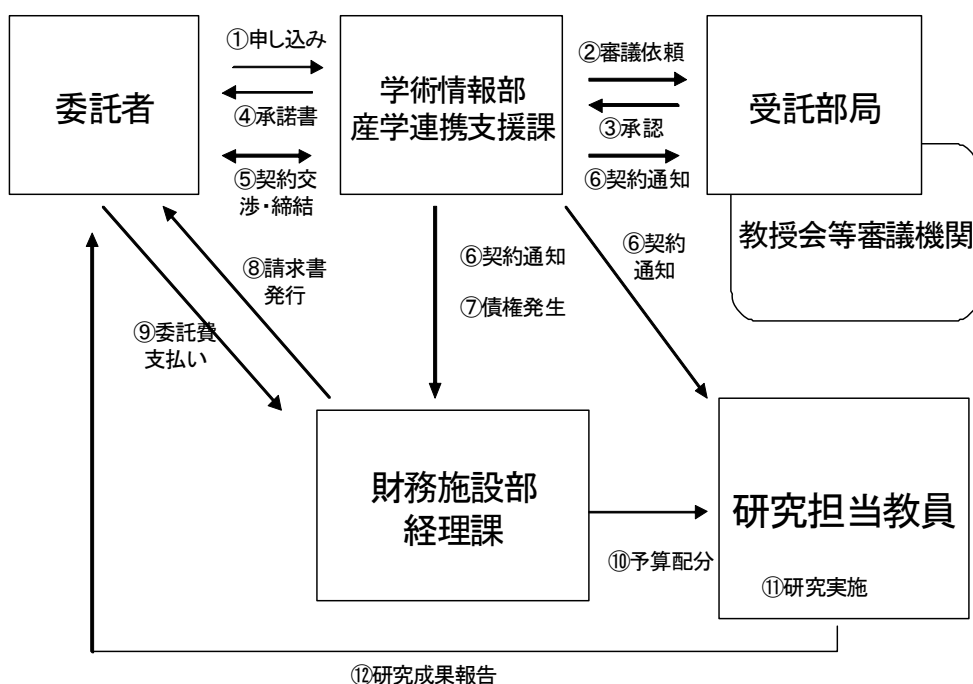 ①申し込み
②審議依頼
委託者
学術情報部
産学連携支援課
受託部局
④承諾書
③承認
⑤契約交
渉・締結
⑥契約通知
教授会等審議機関
⑧請求書
発行
⑥契約通知
⑦債権発生
⑥契約
通知
⑨委託費
支払い
財務施設部
経理課
研究担当教員
⑩予算配分
⑪研究実施
⑫研究成果報告